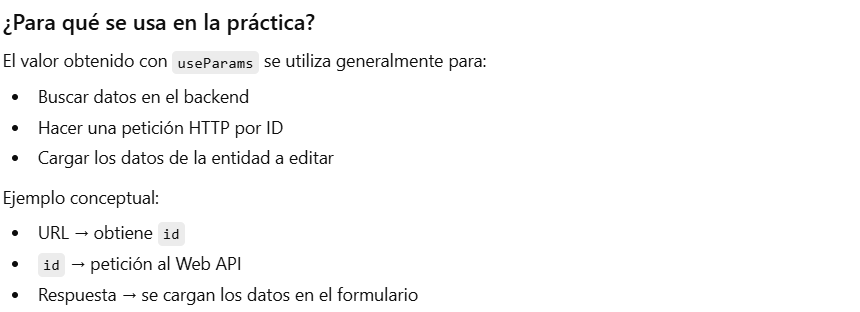 ¿Para qué se usa en la práctica?
El valor obtenido con useParams se utiliza generalmente para:
• Buscar datos en el backend
• Hacer una petición HTTP por ID
• Cargar los datos de la entidad a editar
Ejemplo conceptual:
• URL → obtiene id
• id → petición al Web API
• Respuesta → se cargan los datos en el formulario